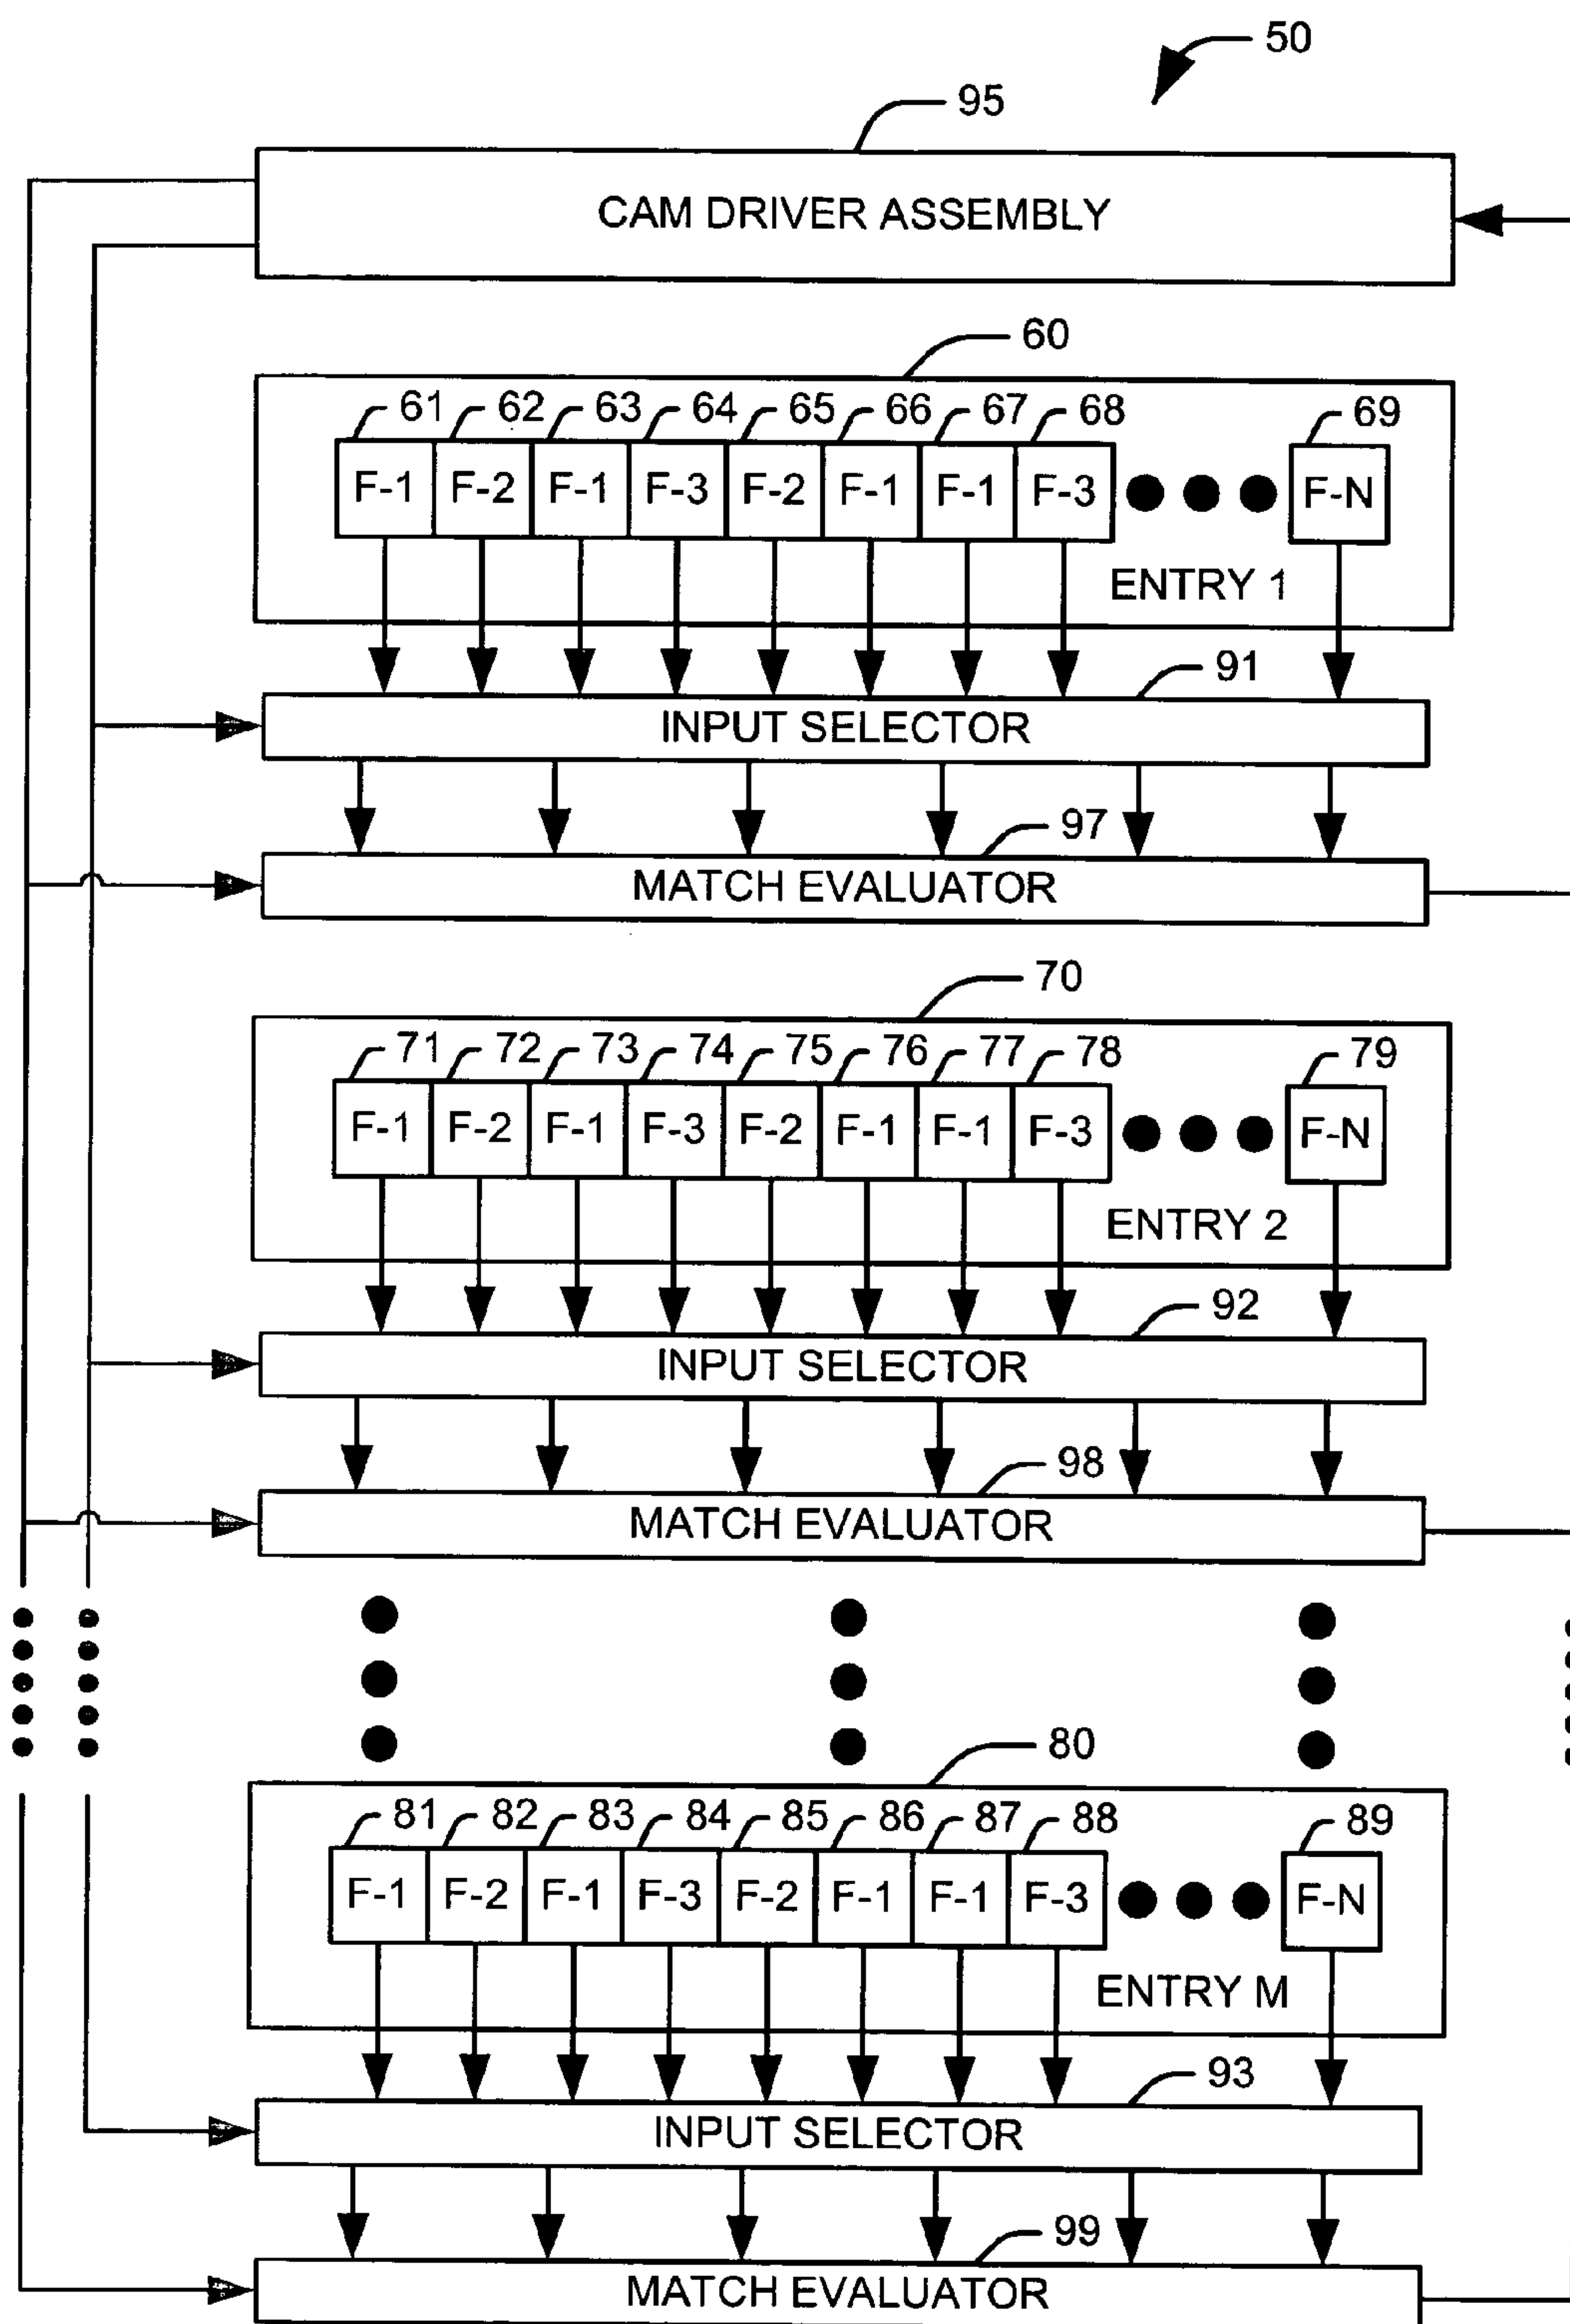 50
95
CAM DRIVER ASSEMBLY
60
61 62 63 64 65 66 67 68 69
F-1 F-2 F-1 F-3 F-2 F-1 F-1 F-3 F-N
ENTRY 1
91
INPUT SELECTOR
97
MATCH EVALUATOR
70
71 72 73 74 75 76 77 78 79
F-1 F-2 F-1 F-3 F-2 F-1 F-1 F-3 F-N
ENTRY 2
92
INPUT SELECTOR
98
MATCH EVALUATOR
80
81 82 83 84 85 86 87 88 89
F-1 F-2 F-1 F-3 F-2 F-1 F-1 F-3 F-N
ENTRY M
93
INPUT SELECTOR
99
MATCH EVALUATOR